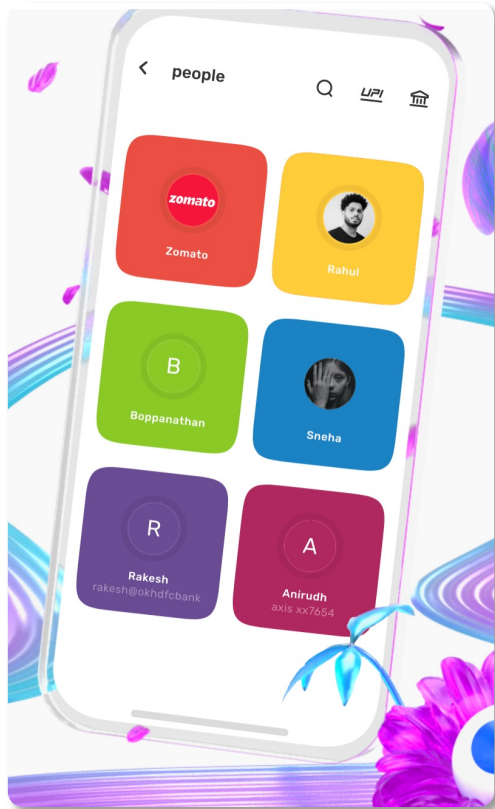 people
UPI
zomato
Zomato
Rahul
B
Boppanathan
Sneha
R
Rakesh
rakesh@okhdfcbank
A
Anirudh
axis xx7654